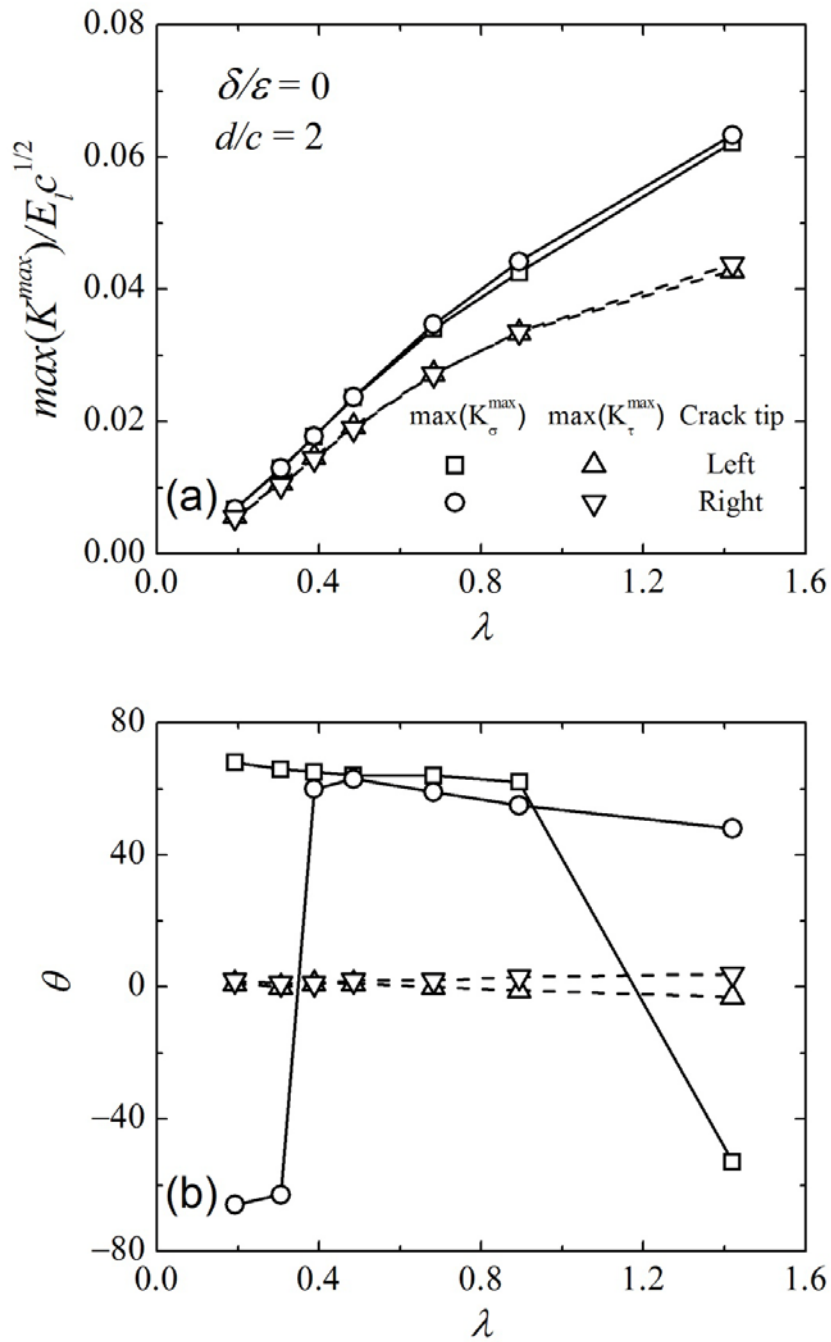 0.08
0.06
0.04
0.02
0.00
max(K^max)/E_l c^1/2
δ/ε = 0
d/c = 2
max(K_σ^max) max(K_τ^max) Crack tip
Left
Right
(a)
0.0 0.4 0.8 1.2 1.6
λ
80
40
0
−40
−80
θ
(b)
0.0 0.4 0.8 1.2 1.6
λ